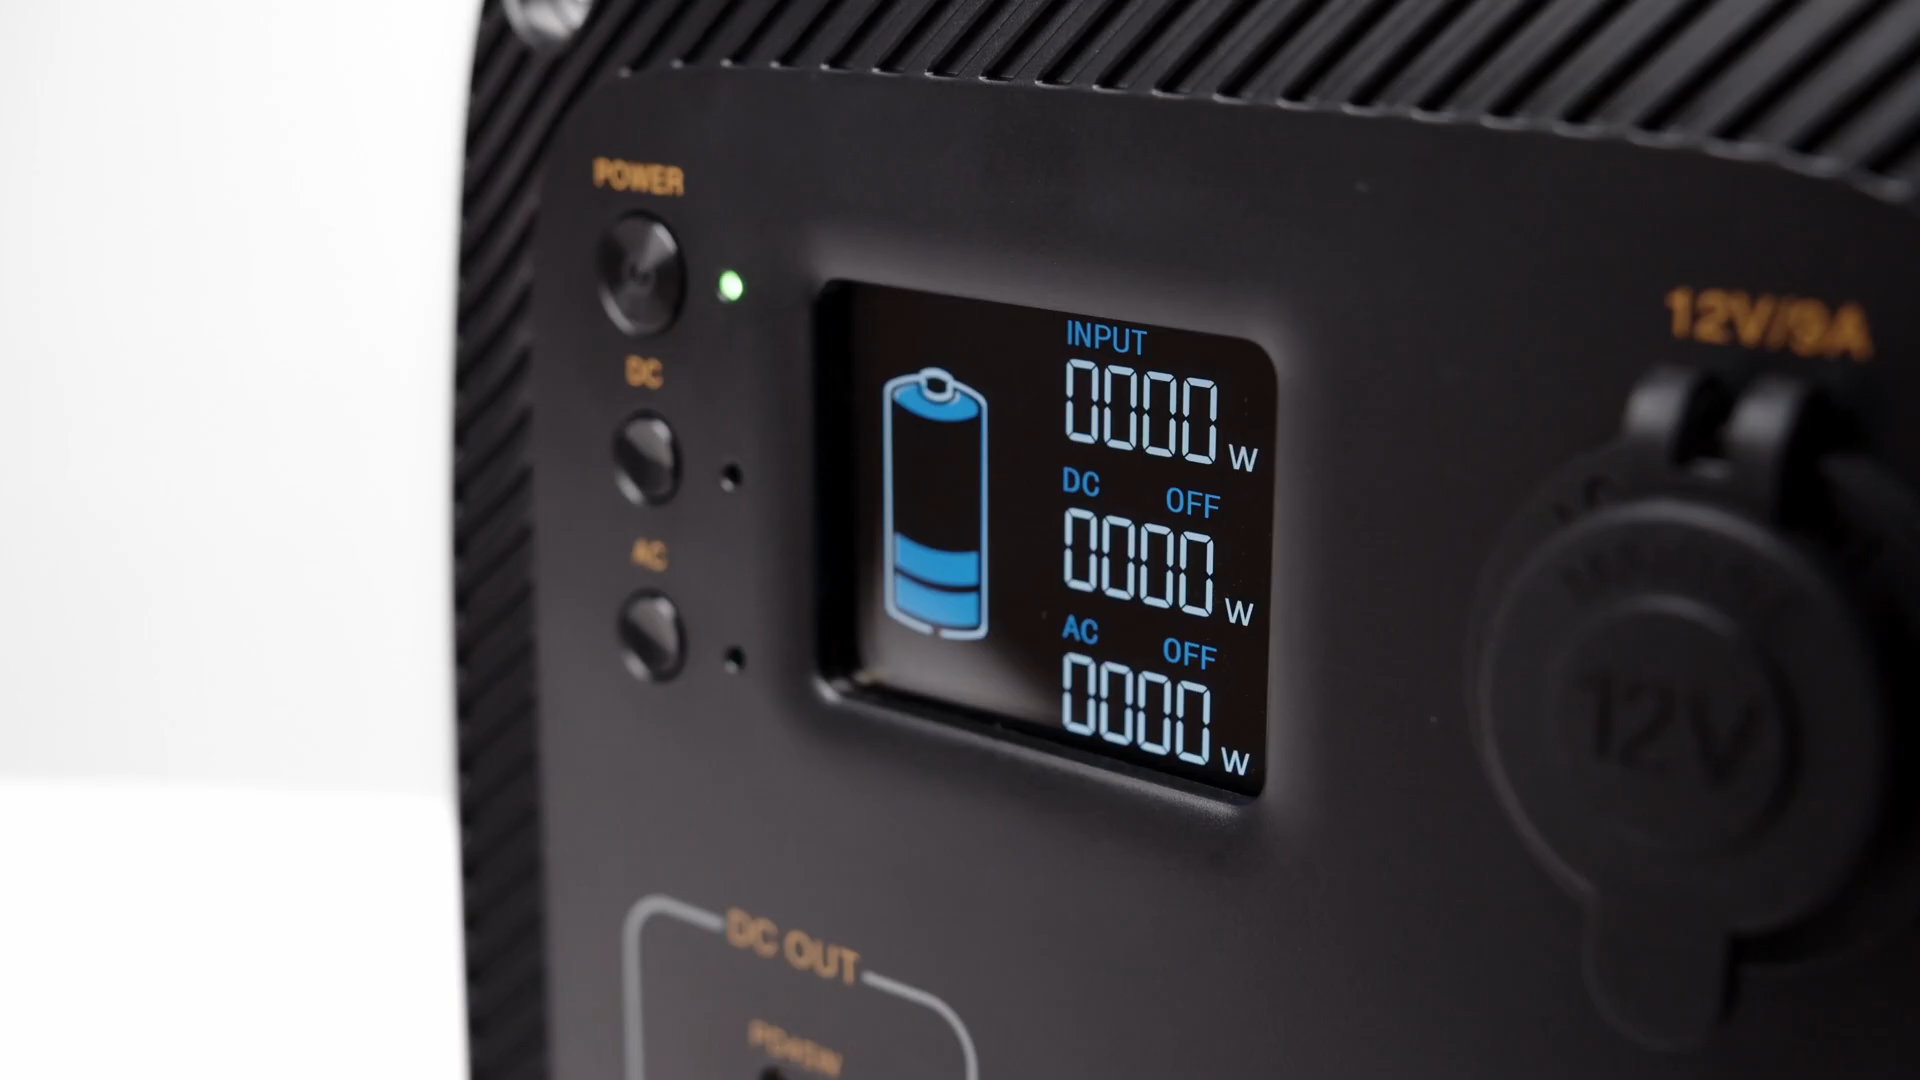 POWER
DC
AC
INPUT
0000 W
DC OFF
0000 W
AC OFF
0000 W
12V/9A
12V
DC OUT